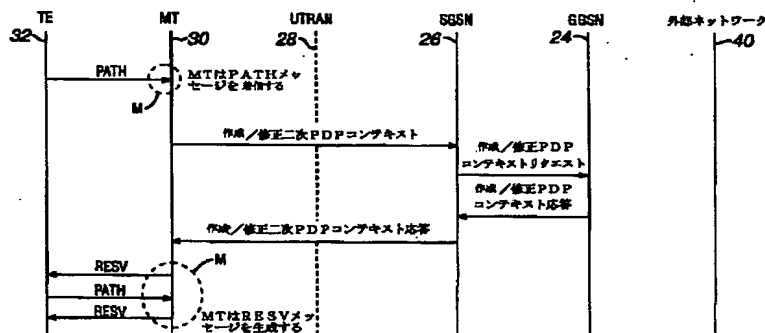 TE MT UTRAN SGSN GGSN 外部ネットワーク
32 30 28 26 24 40
PATH
MTはPATHメッ
セージを着信する
M
作成/修正二次PDPコンテキスト
作成/修正PDP
コンテキストリクエスト
作成/修正PDP
コンテキスト応答
作成/修正二次PDPコンテキスト応答
RESV
M
PATH
RESV
MTはRESVメッ
セージを生成する